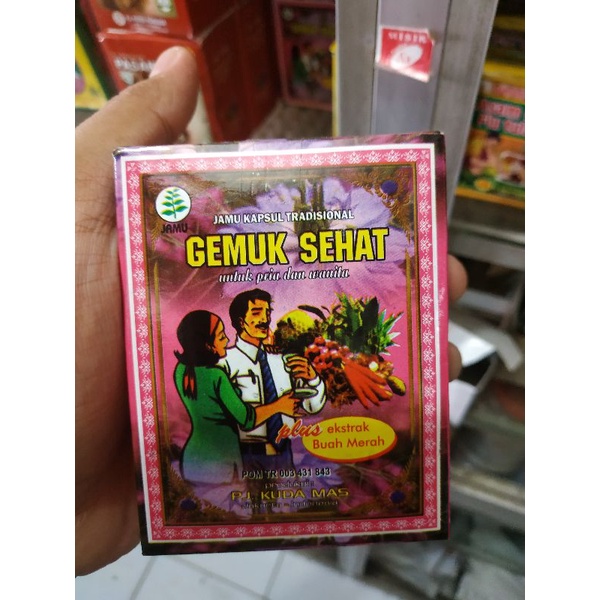 JAMU
JAMU KAPSUL TRADISIONAL
GEMUK SEHAT
untuk pria dan wanita
plus ekstrak
Buah Merah
POM TR 003 431 843
PJ. KUDA MAS